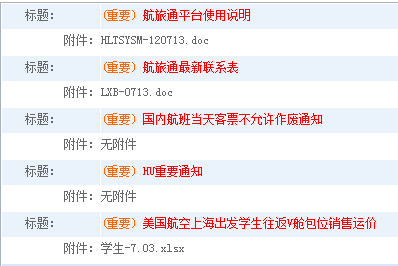 标题: (重要) 航旅通平台使用说明
附件: HLTSYSM-120713.doc
标题: (重要) 航旅通最新联系表
附件: LXB-0713.doc
标题: (重要) 国内航班当天客票不允许作废通知
附件: 无附件
标题: (重要) HU重要通知
附件: 无附件
标题: (重要) 美国航空上海出发学生往返V舱包位销售运价
附件: 学生-7.03.xlsx